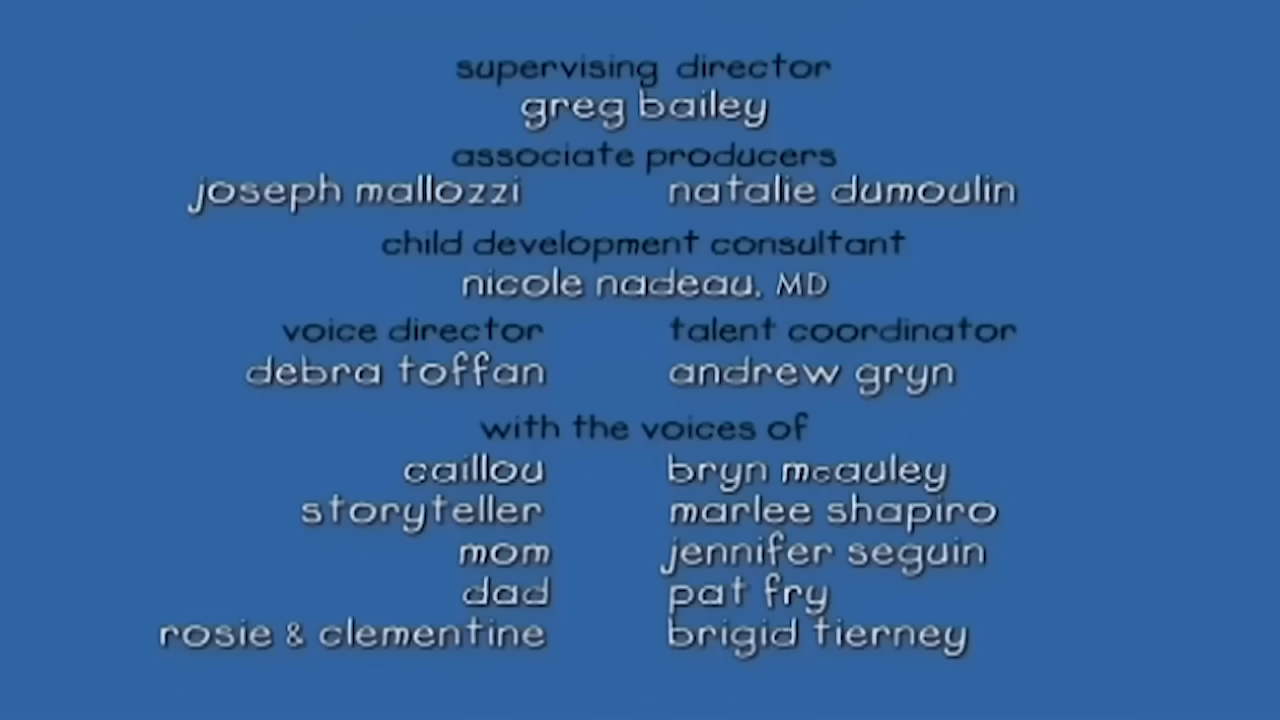 supervising director
greg bailey
associate producers
joseph mallozzi natalie dumoulin
child development consultant
nicole nadeau, MD
voice director talent coordinator
debra toffan andrew gryn
with the voices of
caillou bryn mcauley
storyteller marlee shapiro
mom jennifer seguin
dad pat fry
rosie & clementine brigid tierney